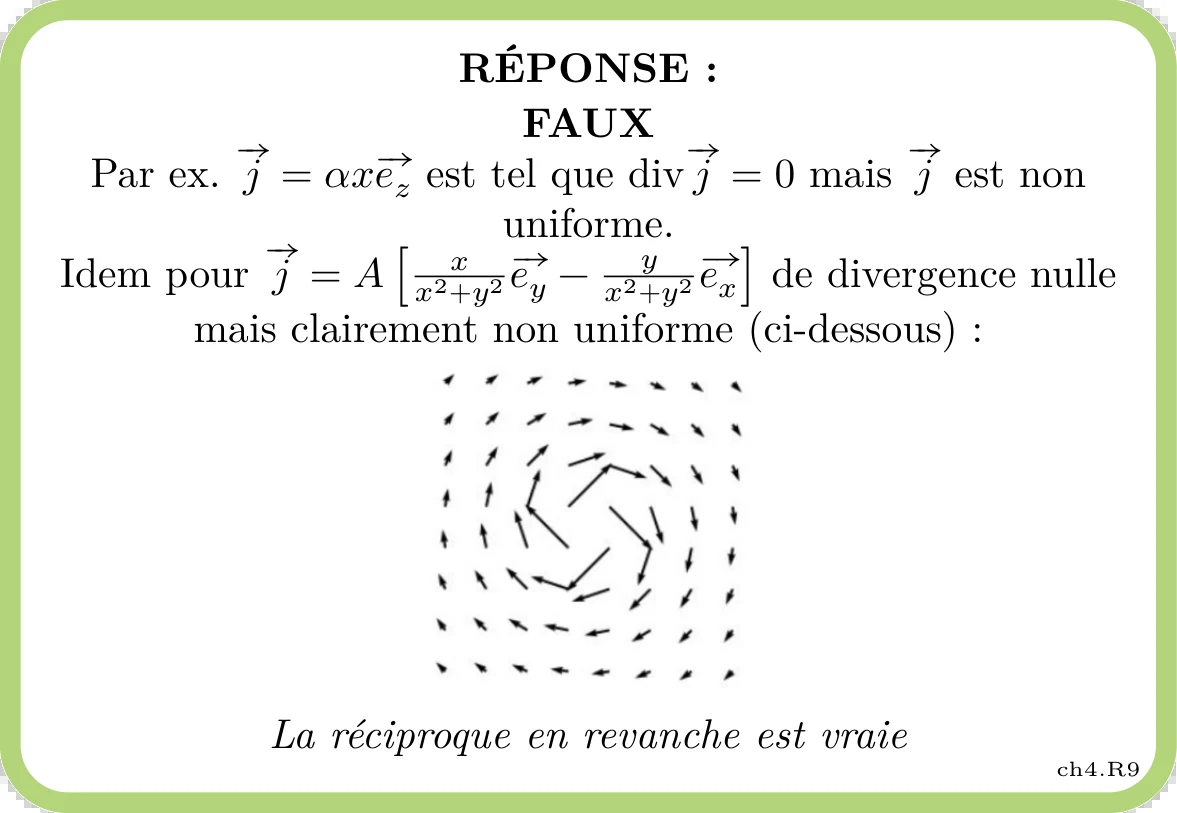 RÉPONSE :
FAUX
Par ex. $\overrightarrow{j} = \alpha x \overrightarrow{e_z}$ est tel que div$\overrightarrow{j} = 0$ mais $\overrightarrow{j}$ est non
uniforme.
Idem pour $\overrightarrow{j} = A \left[ \frac{x}{x^2+y^2} \overrightarrow{e_y} - \frac{y}{x^2+y^2} \overrightarrow{e_x} \right]$ de divergence nulle
mais clairement non uniforme (ci-dessous) :
La réciproque en revanche est vraie
ch4.R9